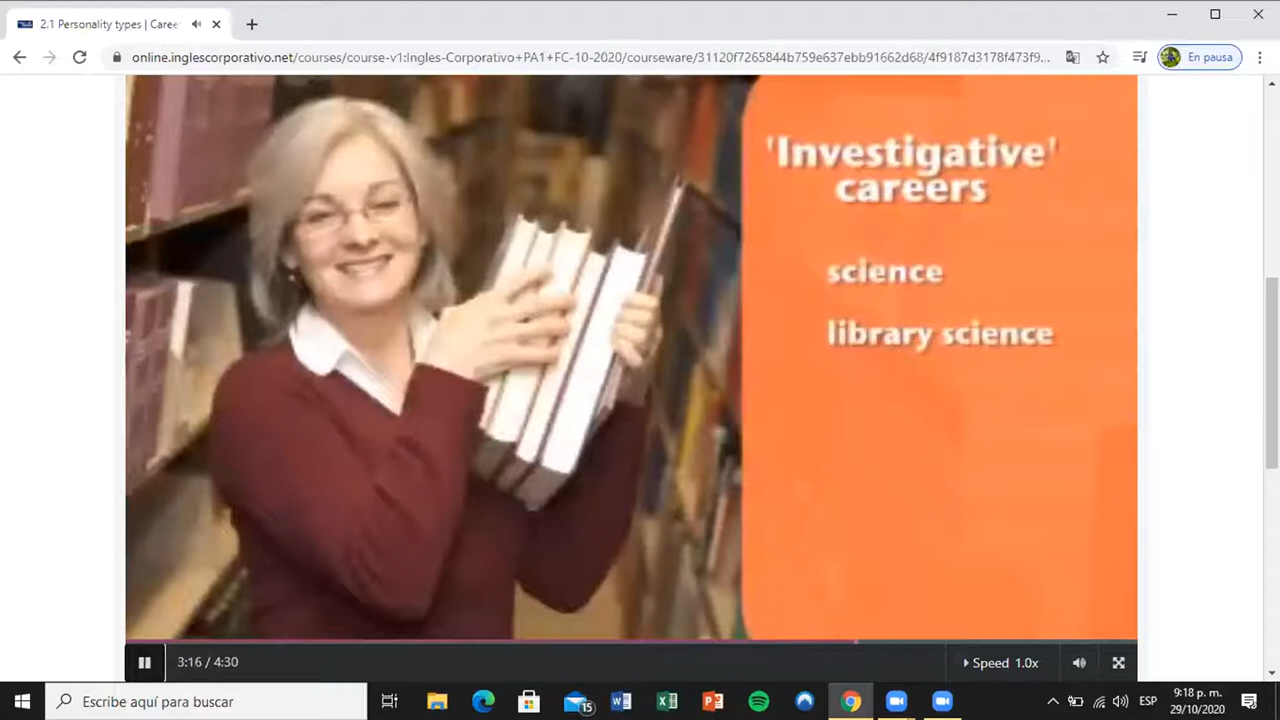 2.1 Personality types | Caree
online.inglescorporativo.net/courses/course-v1:Ingles-Corporativo+PA1+FC-10-2020/courseware/31120f7265844b759e637ebb91662d68/4f9187d3178f473f9...
En pausa
'Investigative'
careers
science
library science
3:16 / 4:30
Speed 1.0x
Escribe aquí para buscar
15
ESP
9:18 p. m.
29/10/2020